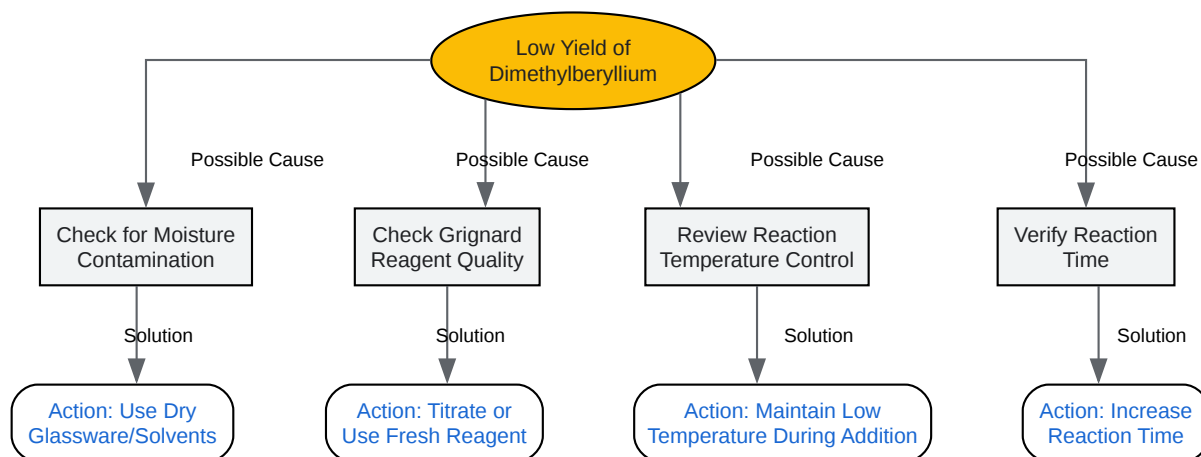 Low Yield of
Dimethylberyllium
Possible Cause
Possible Cause
Possible Cause
Possible Cause
Check for Moisture
Contamination
Check Grignard
Reagent Quality
Review Reaction
Temperature Control
Verify Reaction
Time
Solution
Solution
Solution
Solution
Action: Use Dry
Glassware/Solvents
Action: Titrate or
Use Fresh Reagent
Action: Maintain Low
Temperature During Addition
Action: Increase
Reaction Time